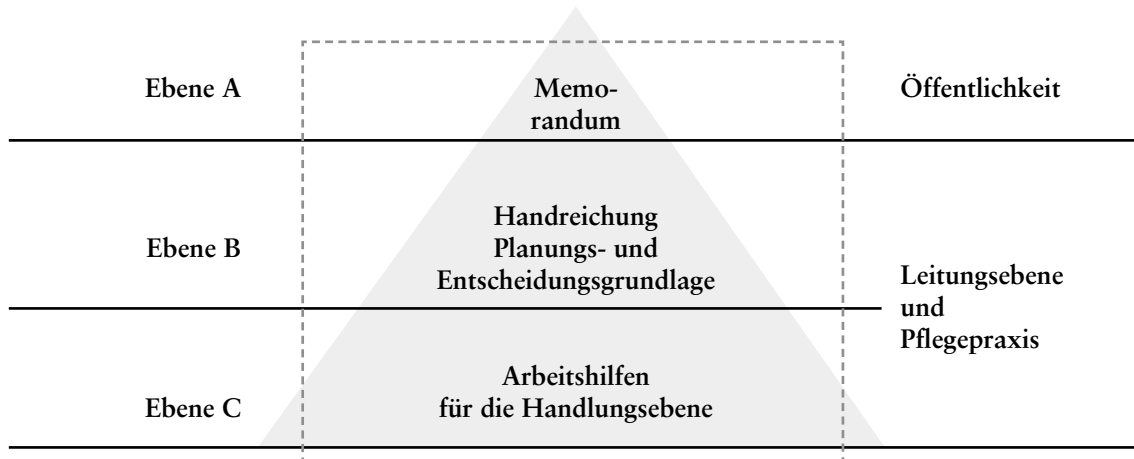 Ebene A
Memo-
randum
Öffentlichkeit
Ebene B
Handreichung
Planungs- und
Entscheidungsgrundlage
Leitungsebene
und
Pflegepraxis
Ebene C
Arbeitshilfen
für die Handlungsebene